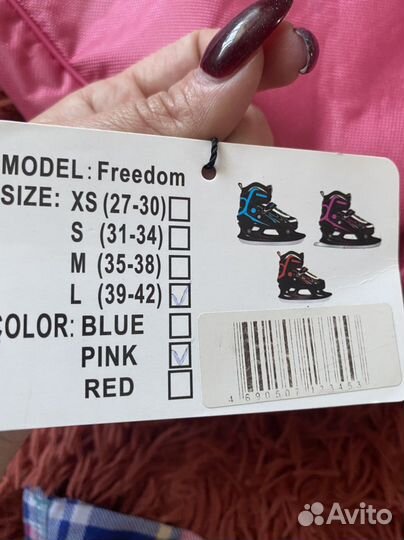 MODEL: Freedom
SIZE: XS (27-30)
S (31-34)
M (35-38)
L (39-42)
COLOR: BLUE
PINK
RED
Avito